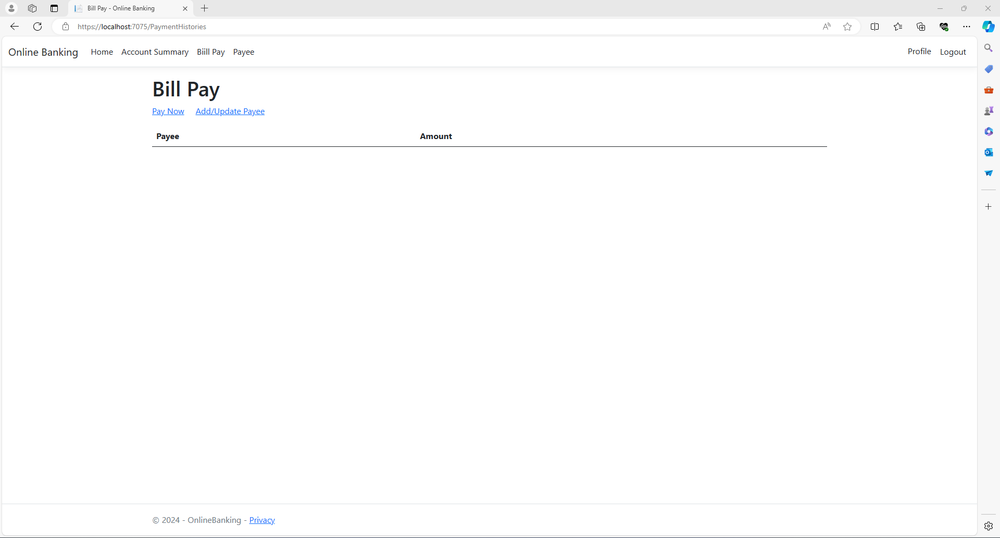 Bill Pay - Online Banking
https://localhost:7075/PaymentHistories
Online Banking Home Account Summary Biill Pay Payee Profile Logout
Bill Pay
Pay Now Add/Update Payee
Payee Amount
© 2024 - OnlineBanking - Privacy